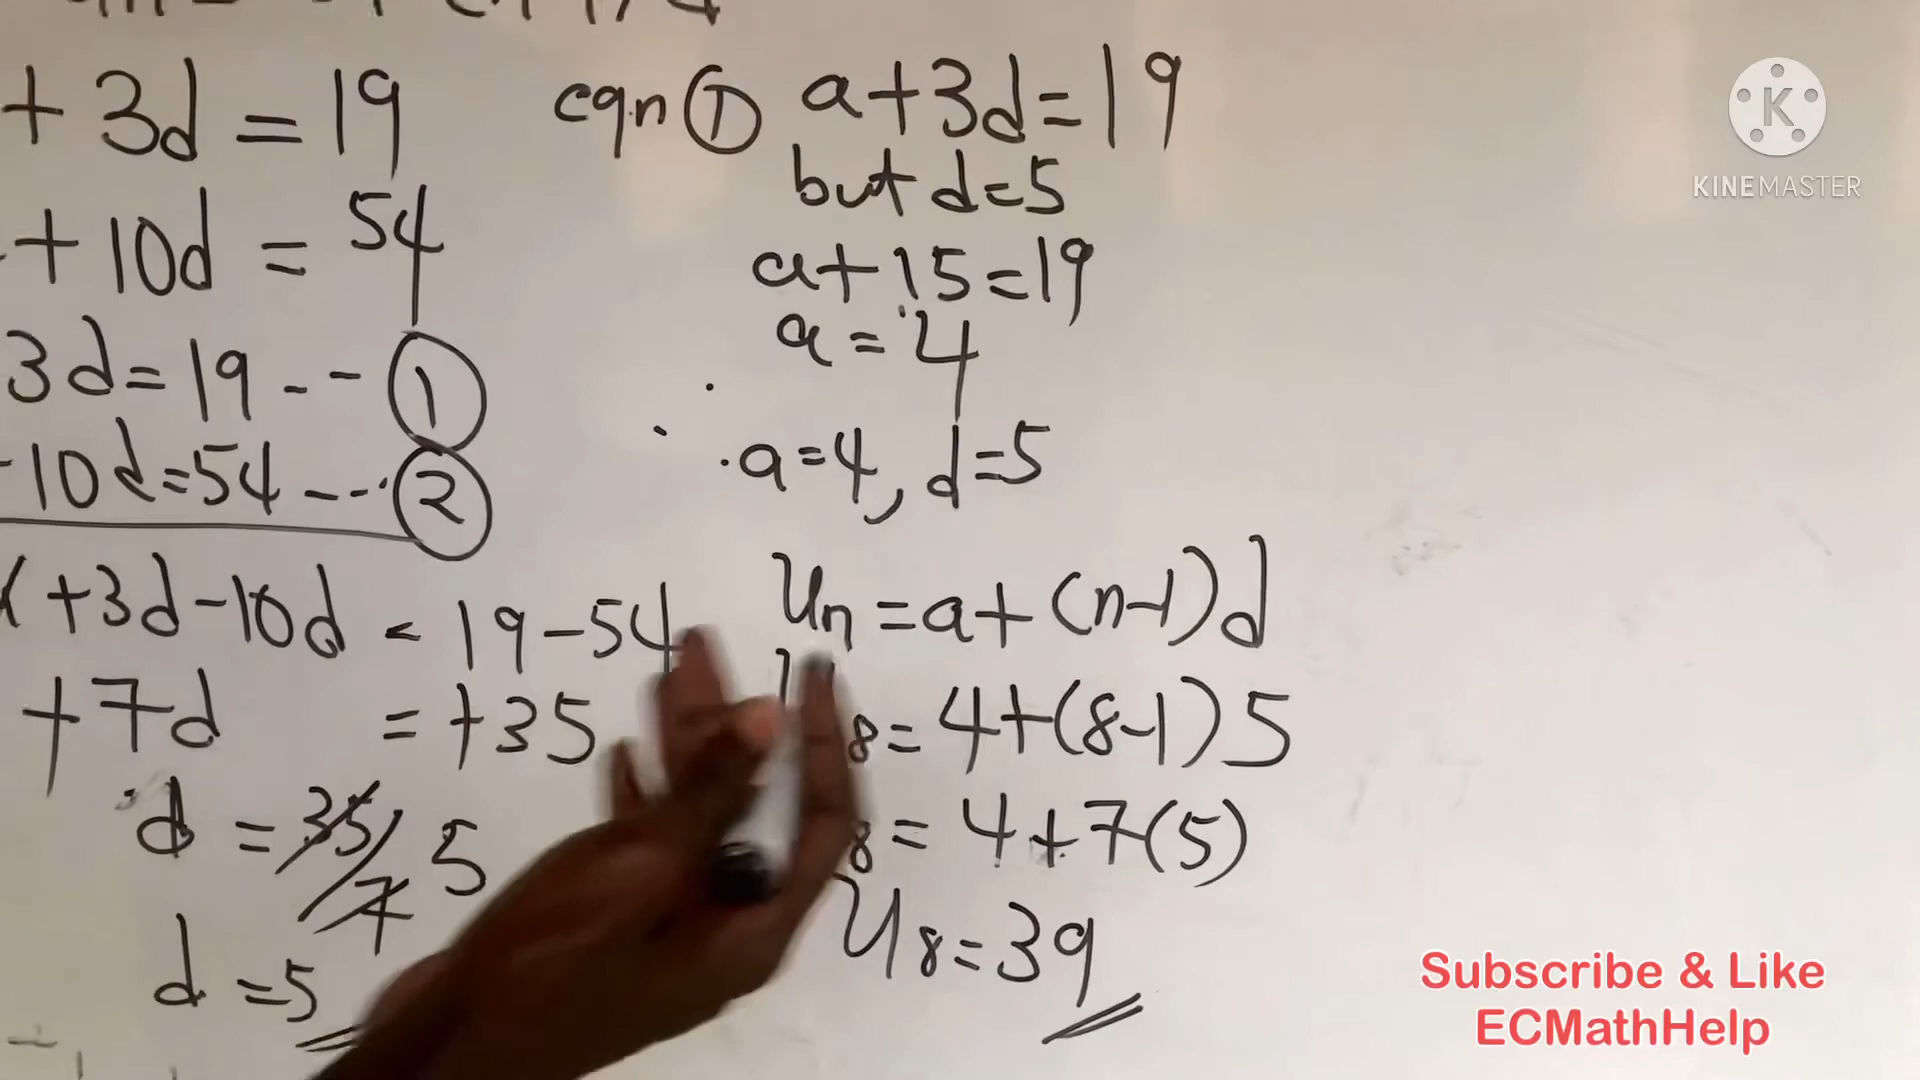 + 3d = 19
+ 10d = 54
3d = 19 - - ①
10d = 54 - - - ②
+3d - 10d = 19 - 54
+ 7d = +35
d = 35/7 5
d = 5
eqn ① a + 3d = 19
but d = 5
a + 15 = 19
a = 4
∴ a = 4, d = 5
Un = a + (n-1)d
8 = 4 + (8-1)5
8 = 4 + 7(5)
U8 = 39
K
KINEMASTER
Subscribe & Like
ECMathHelp